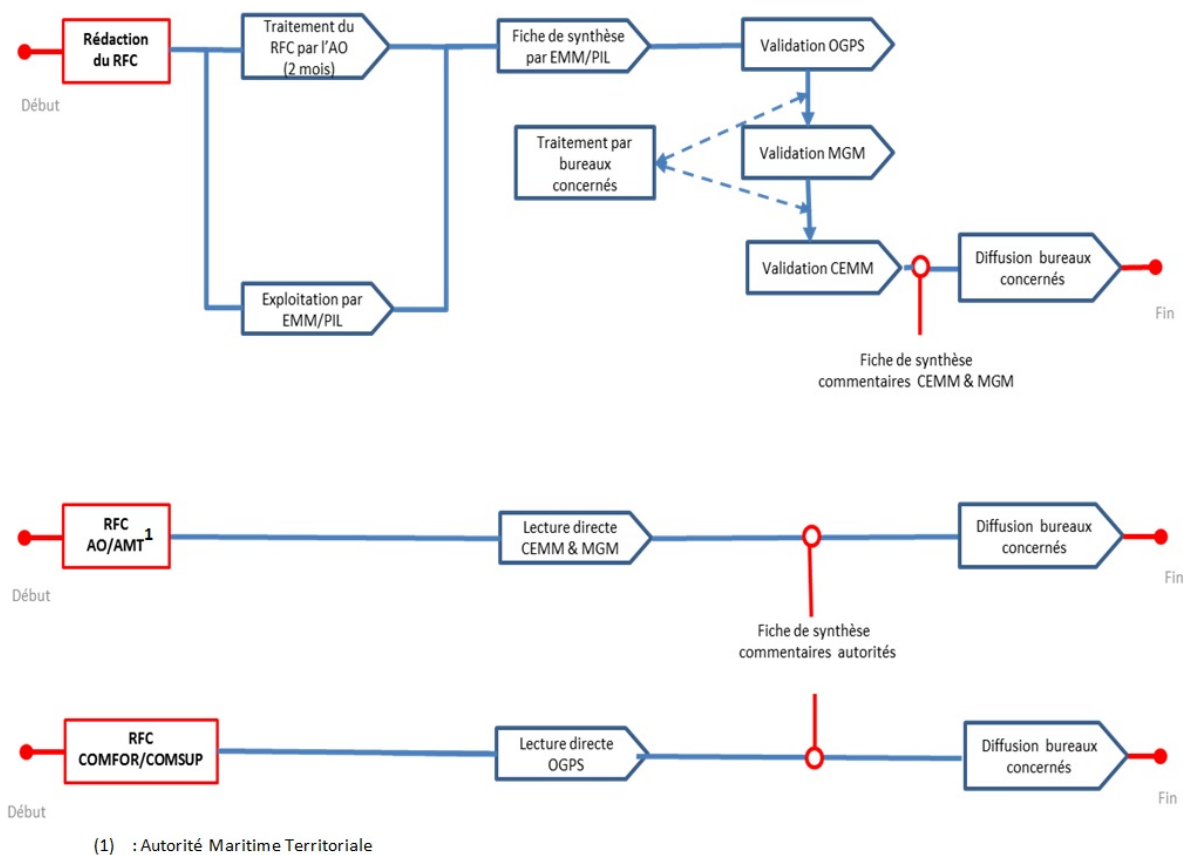 Rédaction
du RFC
Début
Traitement du
RFC par l'AO
(2 mois)
Fiche de synthèse
par EMM/PIL
Validation OGPS
Traitement par
bureaux
concernés
Validation MGM
Exploitation par
EMM/PIL
Validation CEMM
Diffusion bureaux
concernés
Fin
Fiche de synthèse
commentaires CEMM & MGM
RFC
AO/AMT1
Début
Lecture directe
CEMM & MGM
Diffusion bureaux
concernés
Fin
Fiche de synthèse
commentaires autorités
RFC
COMFOR/COMSUP
Début
Lecture directe
OGPS
Diffusion bureaux
concernés
Fin
(1) : Autorité Maritime Territoriale